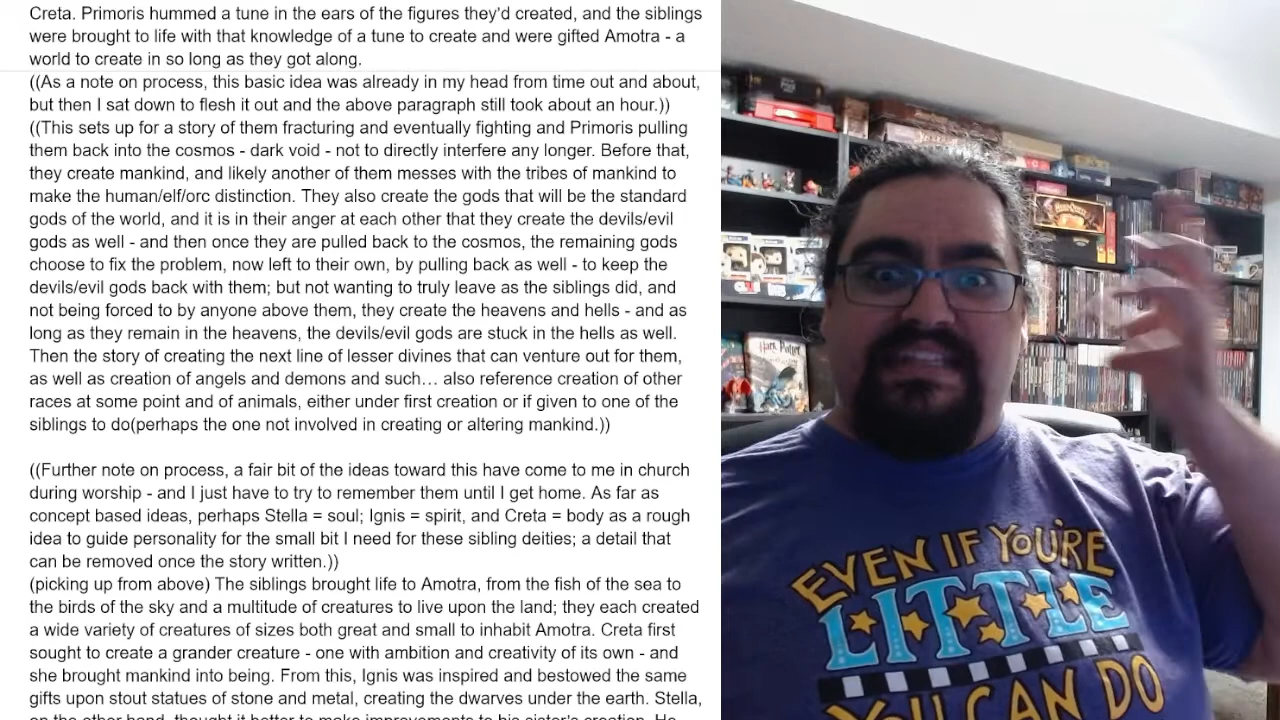 Creta. Primoris hummed a tune in the ears of the figures they'd created, and the siblings
were brought to life with that knowledge of a tune to create and were gifted Amotra - a
world to create in so long as they got along.
((As a note on process, this basic idea was already in my head from time out and about,
but then I sat down to flesh it out and the above paragraph still took about an hour.))
((This sets up for a story of them fracturing and eventually fighting and Primoris pulling
them back into the cosmos - dark void - not to directly interfere any longer. Before that,
they create mankind, and likely another of them messes with the tribes of mankind to
make the human/elf/orc distinction. They also create the gods that will be the standard
gods of the world, and it is in their anger at each other that they create the devils/evil
gods as well - and then once they are pulled back to the cosmos, the remaining gods
choose to fix the problem, now left to their own, by pulling back as well - to keep the
devils/evil gods back with them; but not wanting to truly leave as the siblings did, and
not being forced to by anyone above them, they create the heavens and hells - and as
long as they remain in the heavens, the devils/evil gods are stuck in the hells as well.
Then the story of creating the next line of lesser divines that can venture out for them,
as well as creation of angels and demons and such… also reference creation of other
races at some point and of animals, either under first creation or if given to one of the
siblings to do(perhaps the one not involved in creating or altering mankind.))
((Further note on process, a fair bit of the ideas toward this have come to me in church
during worship - and I just have to try to remember them until I get home. As far as
concept based ideas, perhaps Stella = soul; Ignis = spirit, and Creta = body as a rough
idea to guide personality for the small bit I need for these sibling deities; a detail that
can be removed once the story written.))
(picking up from above) The siblings brought life to Amotra, from the fish of the sea to
the birds of the sky and a multitude of creatures to live upon the land; they each created
a wide variety of creatures of sizes both great and small to inhabit Amotra. Creta first
sought to create a grander creature - one with ambition and creativity of its own - and
she brought mankind into being. From this, Ignis was inspired and bestowed the same
gifts upon stout statues of stone and metal, creating the dwarves under the earth. Stella,
on the other hand, thought it better to make improvements to his sister's creation. He
Harry Potter
EVEN IF YOU'RE
LITTLE
YOU CAN DO